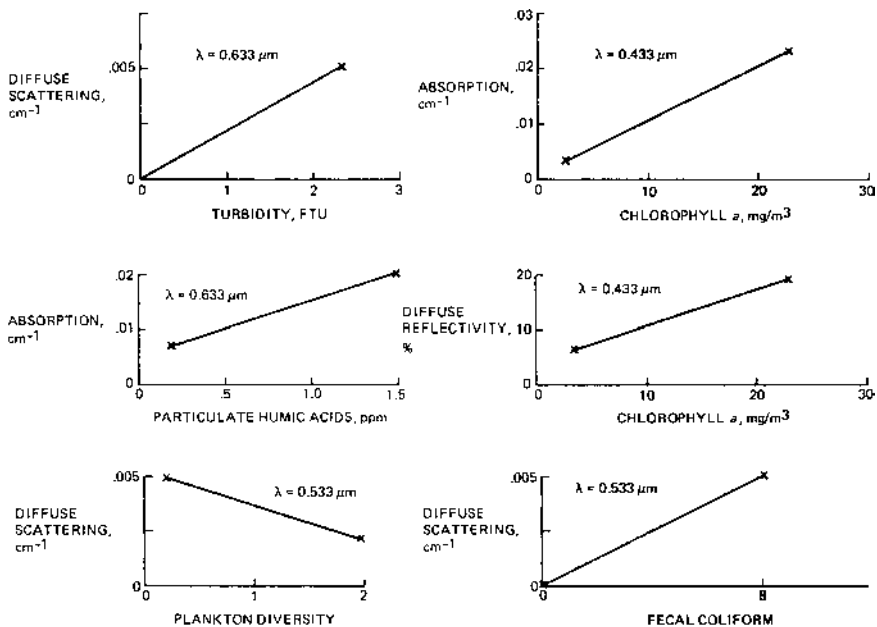 λ = 0.633 μm
DIFFUSE
SCATTERING,
cm⁻¹
.005
0
0 1 2 3
TURBIDITY, FTU
λ = 0.433 μm
ABSORPTION,
cm⁻¹
.03
.02
.01
0
0 10 20 30
CHLOROPHYLL a, mg/m³
λ = 0.633 μm
ABSORPTION,
cm⁻¹
.02
.01
0
0 .5 1.0 1.5
PARTICULATE HUMIC ACIDS, ppm
λ = 0.433 μm
DIFFUSE
REFLECTIVITY,
%
20
10
0
0 10 20 30
CHLOROPHYLL a, mg/m³
λ = 0.533 μm
DIFFUSE
SCATTERING,
cm⁻¹
.005
0
0 1 2
PLANKTON DIVERSITY
λ = 0.533 μm
DIFFUSE
SCATTERING,
cm⁻¹
.005
0
0 8
FECAL COLIFORM